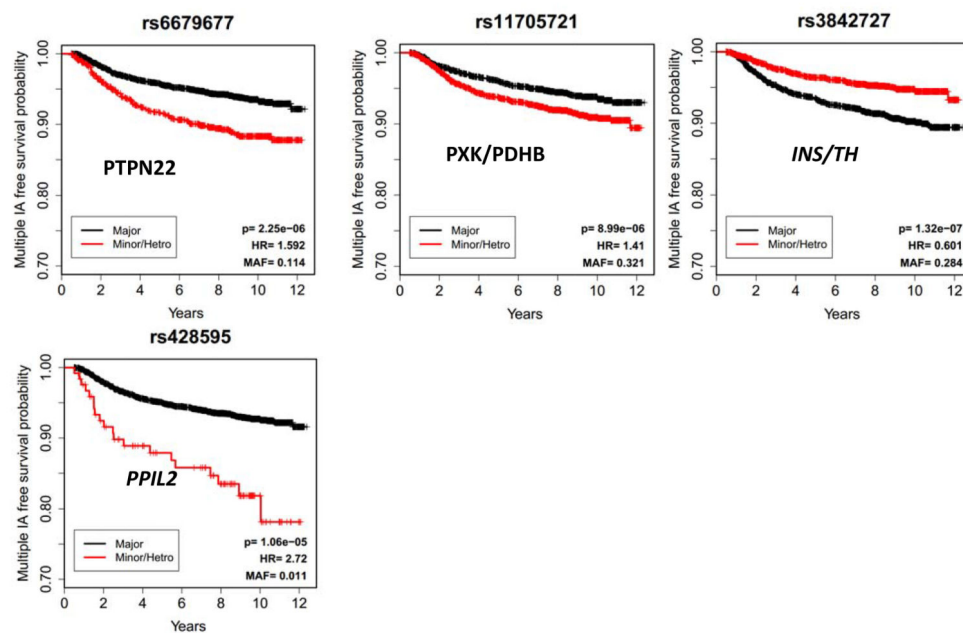 rs6679677
Multiple IA free survival probability
1.00
0.90
0.80
0.70
PTPN22
Major
Minor/Hetro
p= 2.25e-06
HR= 1.592
MAF= 0.114
0 2 4 6 8 10 12
Years
rs11705721
Multiple IA free survival probability
1.00
0.90
0.80
0.70
PXK/PDHB
Major
Minor/Hetro
p= 8.99e-06
HR= 1.41
MAF= 0.321
0 2 4 6 8 10 12
Years
rs3842727
Multiple IA free survival probability
1.00
0.90
0.80
0.70
INS/TH
Major
Minor/Hetro
p= 1.32e-07
HR= 0.601
MAF= 0.284
0 2 4 6 8 10 12
Years
rs428595
Multiple IA free survival probability
1.00
0.90
0.80
0.70
PPIL2
Major
Minor/Hetro
p= 1.06e-05
HR= 2.72
MAF= 0.011
0 2 4 6 8 10 12
Years